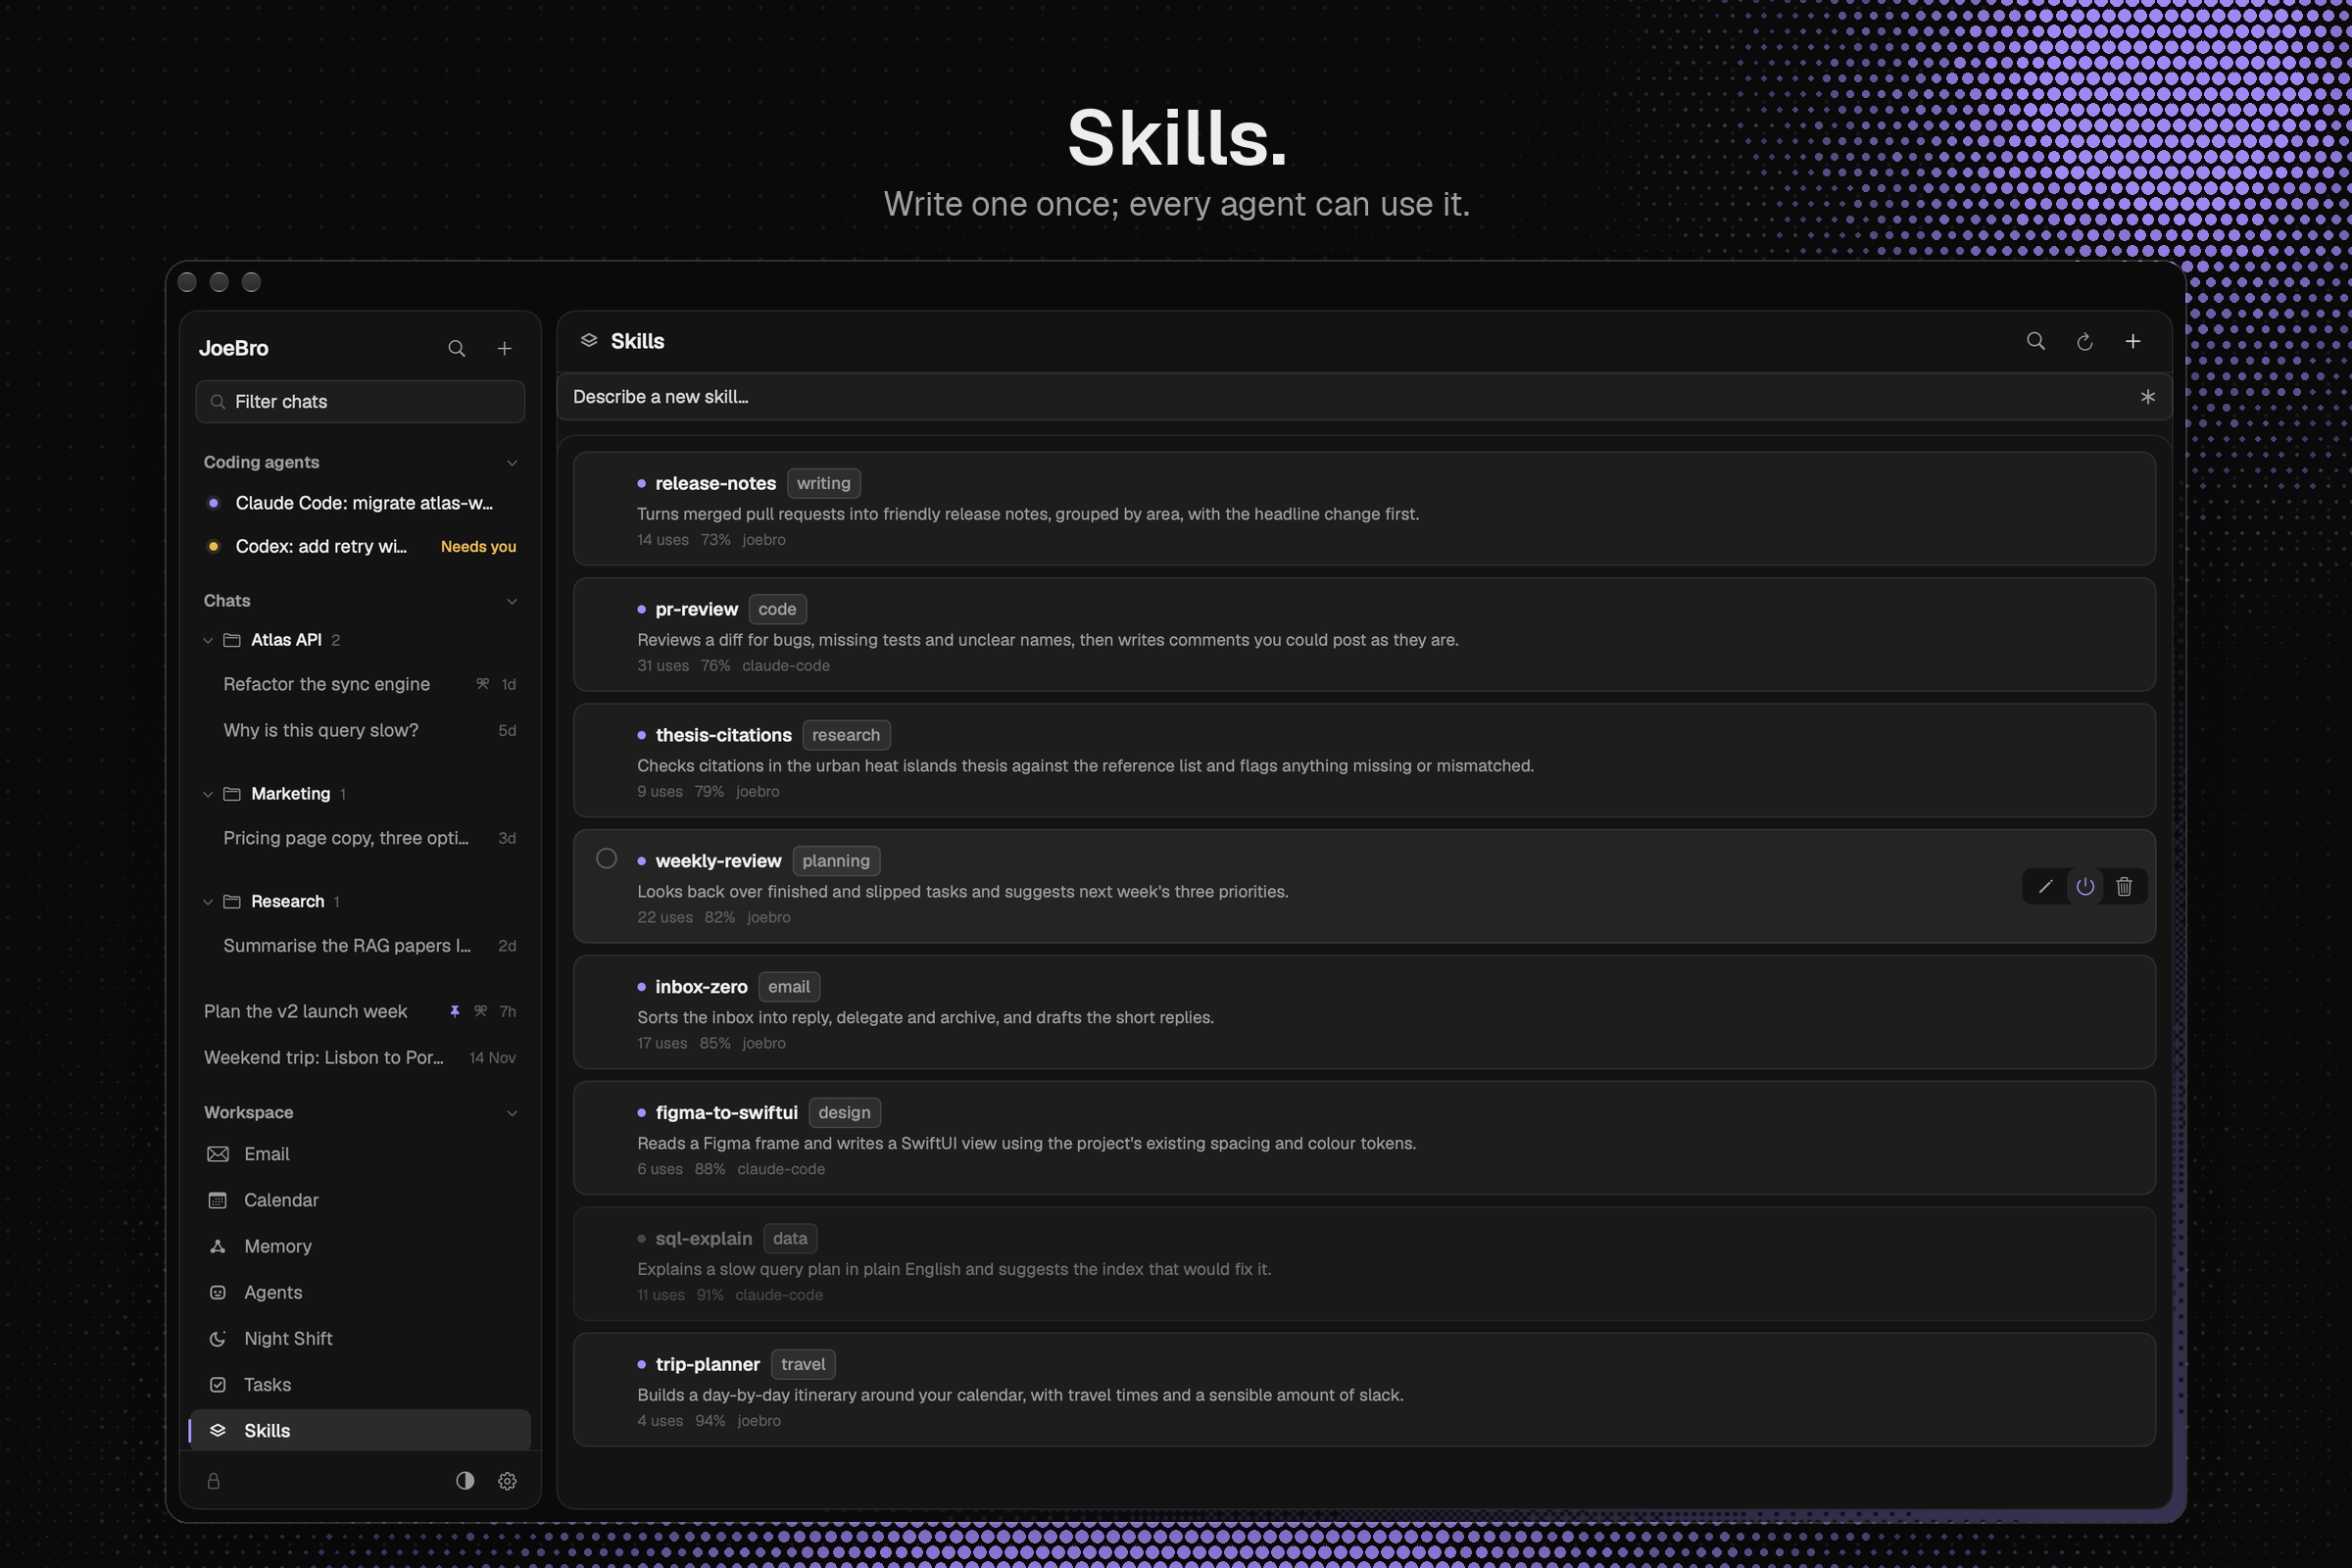 Skills.
Write one once; every agent can use it.
JoeBro
Filter chats
Coding agents
Claude Code: migrate atlas-w...
Codex: add retry wi... Needs you
Chats
Atlas API 2
Refactor the sync engine 1d
Why is this query slow? 5d
Marketing 1
Pricing page copy, three opti... 3d
Research 1
Summarise the RAG papers I... 2d
Plan the v2 launch week 7h
Weekend trip: Lisbon to Por... 14 Nov
Workspace
Email
Calendar
Memory
Agents
Night Shift
Tasks
Skills
Skills
Describe a new skill...
release-notes writing
Turns merged pull requests into friendly release notes, grouped by area, with the headline change first.
14 uses 73% joebro
pr-review code
Reviews a diff for bugs, missing tests and unclear names, then writes comments you could post as they are.
31 uses 76% claude-code
thesis-citations research
Checks citations in the urban heat islands thesis against the reference list and flags anything missing or mismatched.
9 uses 79% joebro
weekly-review planning
Looks back over finished and slipped tasks and suggests next week's three priorities.
22 uses 82% joebro
inbox-zero email
Sorts the inbox into reply, delegate and archive, and drafts the short replies.
17 uses 85% joebro
figma-to-swiftui design
Reads a Figma frame and writes a SwiftUI view using the project's existing spacing and colour tokens.
6 uses 88% claude-code
sql-explain data
Explains a slow query plan in plain English and suggests the index that would fix it.
11 uses 91% claude-code
trip-planner travel
Builds a day-by-day itinerary around your calendar, with travel times and a sensible amount of slack.
4 uses 94% joebro